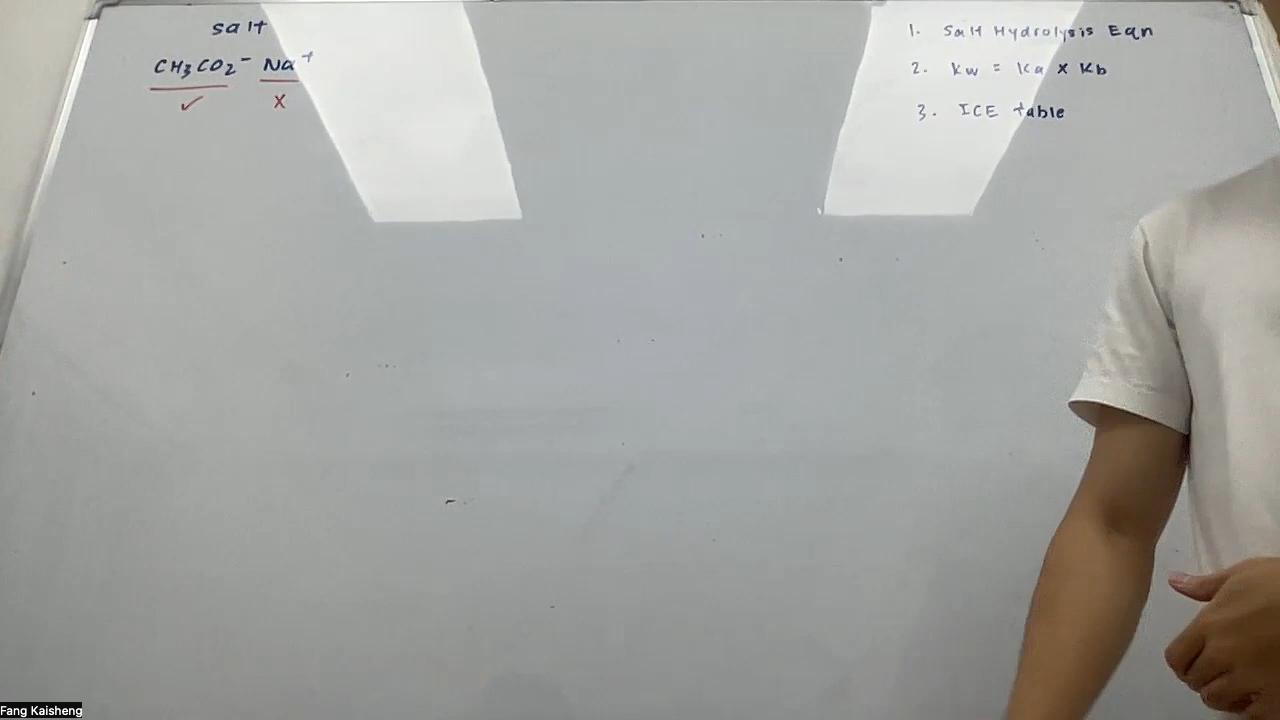 salt
CH₃CO₂⁻ Na⁺
✓ x
1. Salt Hydrolysis Eqn
2. Kw = Ka x Kb
3. ICE table
Fang Kaisheng